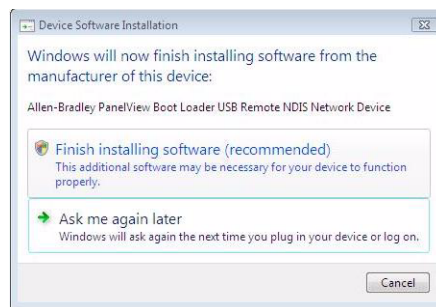 Device Software Installation
Windows will now finish installing software from the
manufacturer of this device:
Allen-Bradley PanelView Boot Loader USB Remote NDIS Network Device
Finish installing software (recommended)
This additional software may be necessary for your device to function
properly.
Ask me again later
Windows will ask again the next time you plug in your device or log on.
Cancel